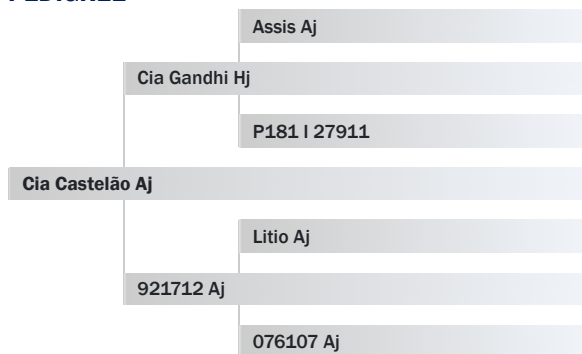 PEDIGREE
Assis Aj
Cia Gandhi Hj
P181 I 27911
Cia Castelão Aj
Litio Aj
921712 Aj
076107 Aj